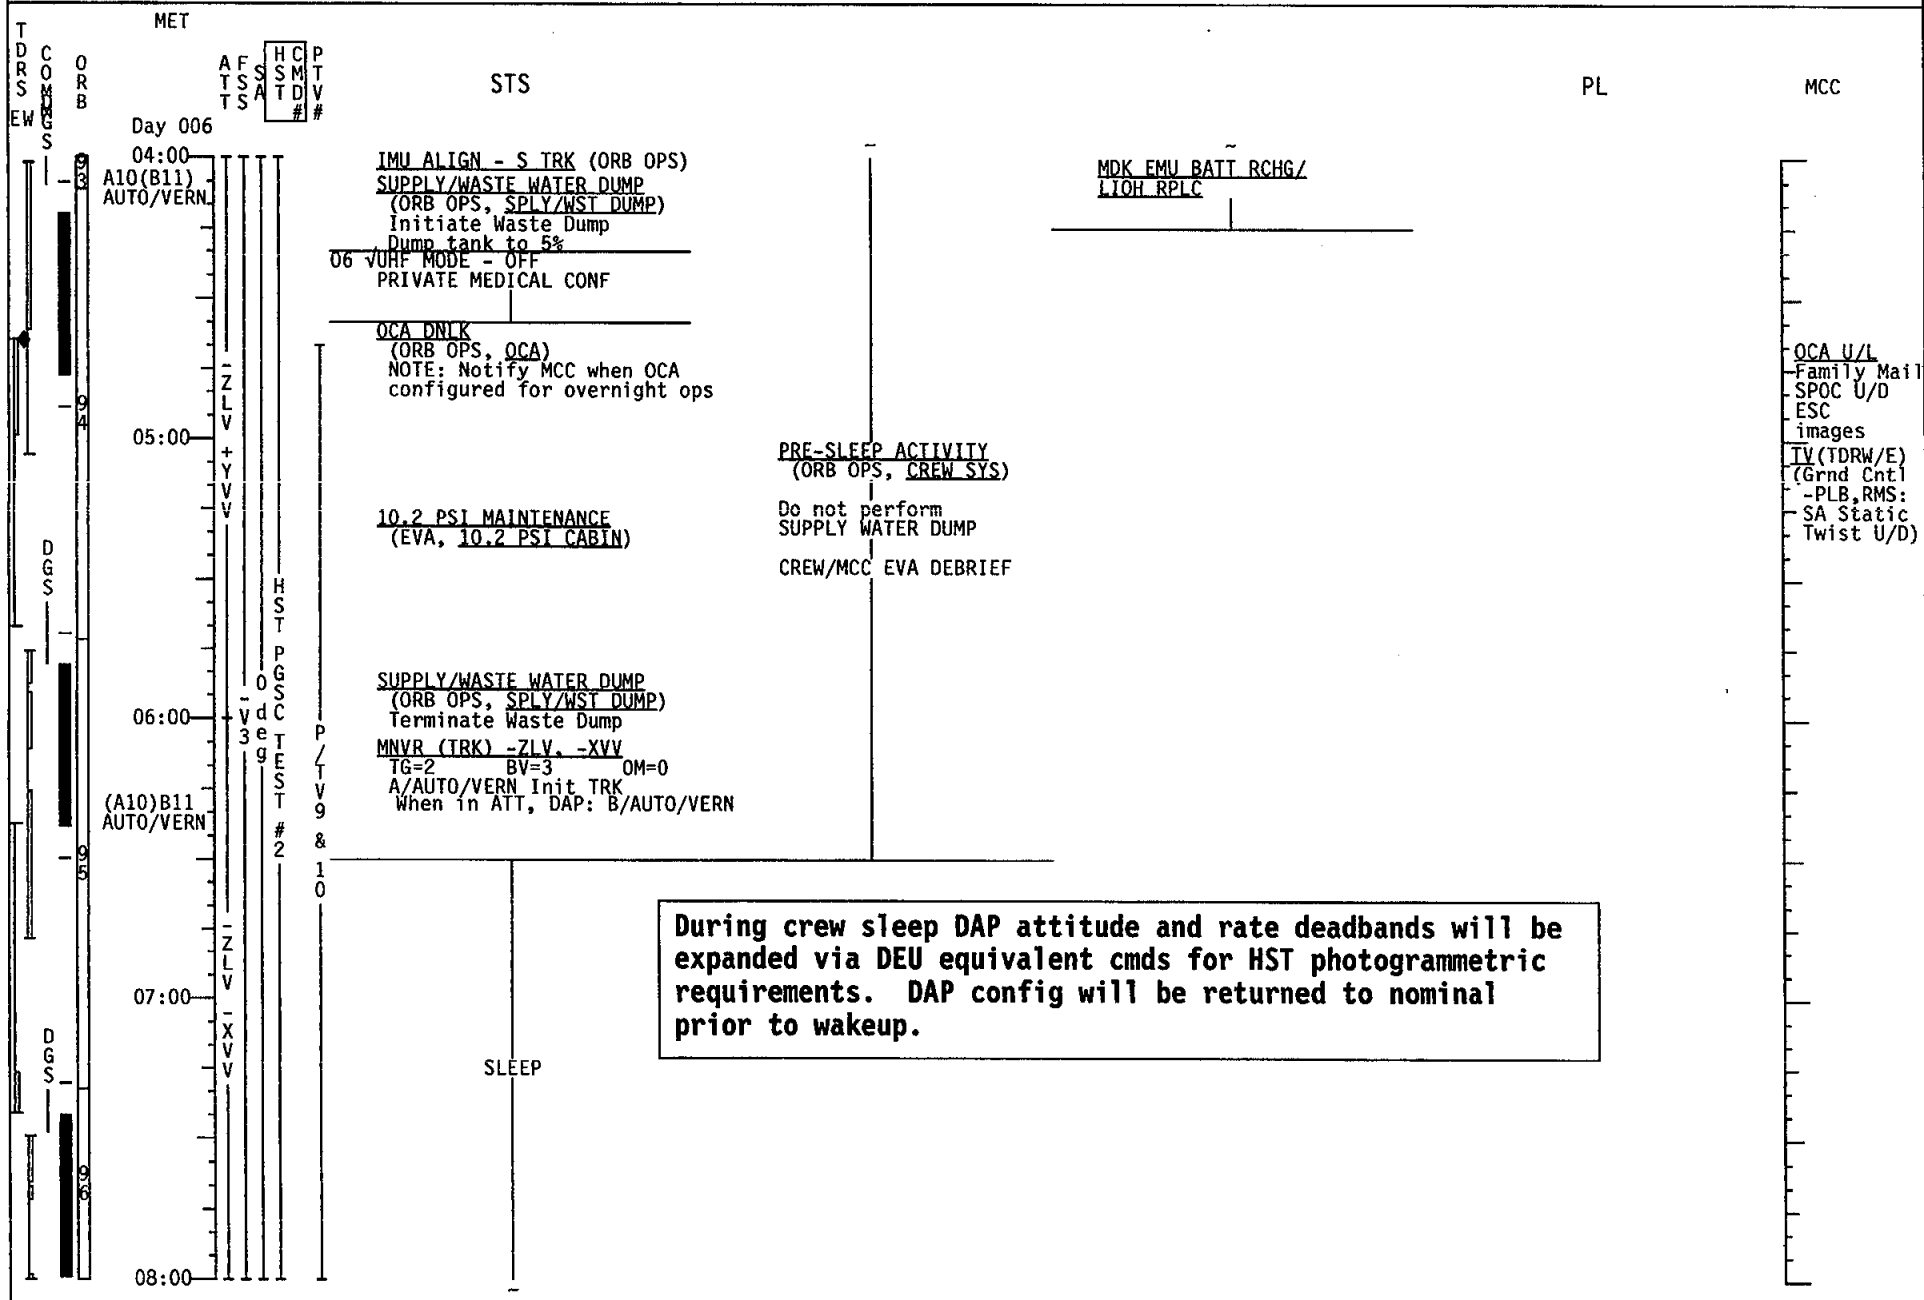 MET
TDRS EW
COMDWGS
ORB
ATT
FSS
SA
HST
CMD#
PTV#
STS
PL
MCC
Day 006
04:00
A10(B11)
AUTO/VERN
93
IMU ALIGN - S TRK (ORB OPS)
SUPPLY/WASTE WATER DUMP
(ORB OPS, SPLY/WST DUMP)
Initiate Waste Dump
Dump tank to 5%
06 √UHF MODE - OFF
PRIVATE MEDICAL CONF
MDK EMU BATT RCHG/
LIOH RPLC
OCA DNLK
(ORB OPS, OCA)
NOTE: Notify MCC when OCA
configured for overnight ops
OCA U/L
Family Mail
SPOC U/D
ESC
images
TV(TDRW/E)
(Grnd Cntl
-PLB,RMS:
SA Static
Twist U/D)
94
-ZLV +YVV
05:00
PRE-SLEEP ACTIVITY
(ORB OPS, CREW SYS)
Do not perform
SUPPLY WATER DUMP
CREW/MCC EVA DEBRIEF
10.2 PSI MAINTENANCE
(EVA, 10.2 PSI CABIN)
DGS
HST PGSC TEST #2
0 deg
-V3
06:00
SUPPLY/WASTE WATER DUMP
(ORB OPS, SPLY/WST DUMP)
Terminate Waste Dump
MNVR (TRK) -ZLV, -XVV
TG=2 BV=3 OM=0
A/AUTO/VERN Init TRK
When in ATT, DAP: B/AUTO/VERN
P/TV9 & 10
(A10)B11
AUTO/VERN
95
-ZLV -XVV
During crew sleep DAP attitude and rate deadbands will be
expanded via DEU equivalent cmds for HST photogrammetric
requirements. DAP config will be returned to nominal
prior to wakeup.
07:00
DGS
SLEEP
96
08:00